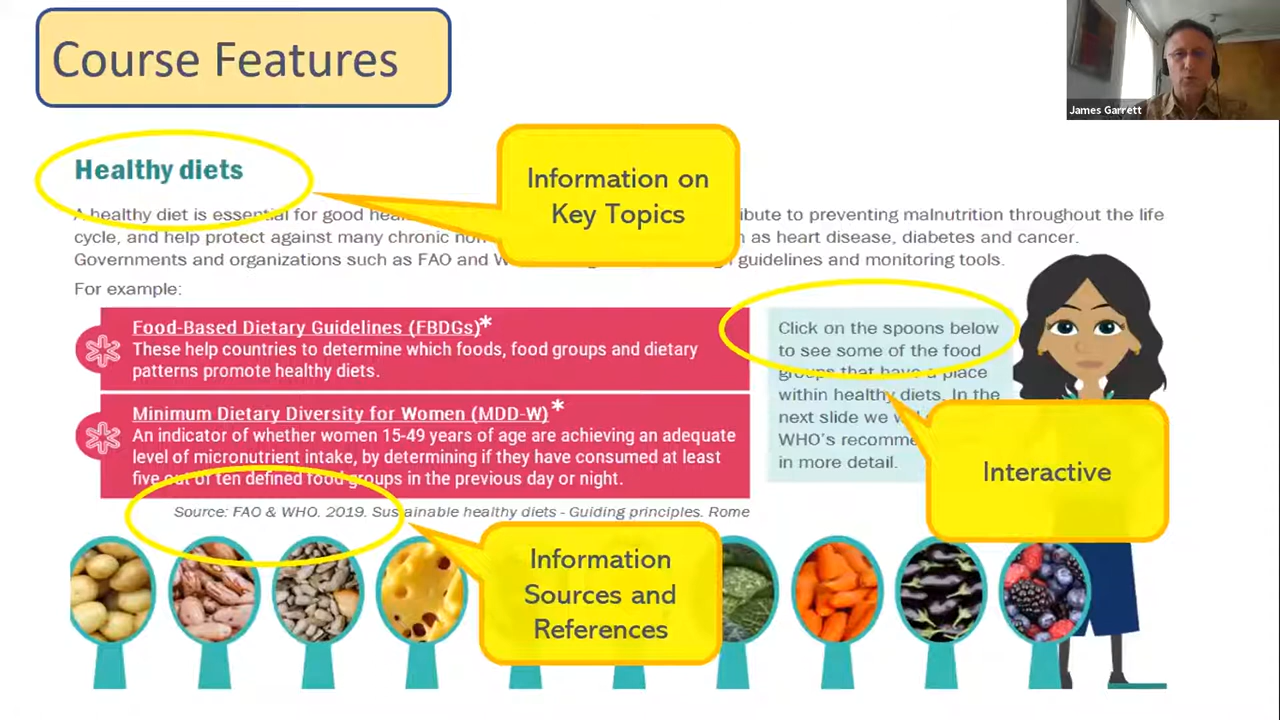 Course Features
James Garrett
Healthy diets
Information on
Key Topics
A healthy diet is essential for good
to preventing malnutrition throughout the life
cycle, and help protect against many chronic
as heart disease, diabetes and cancer.
Governments and organizations such as FAO and
guidelines and monitoring tools.
For example:
Food-Based Dietary Guidelines (FBDGs)*
These help countries to determine which foods, food groups and dietary
patterns promote healthy diets.
Minimum Dietary Diversity for Women (MDD-W)*
An indicator of whether women 15-49 years of age are achieving an adequate
level of micronutrient intake, by determining if they have consumed at least
five out of ten defined food groups in the previous day or night.
Source: FAO & WHO. 2019. Sustainable healthy diets - Guiding principles. Rome
Click on the spoons below
to see some of the food
groups that have a place
within healthy diets. In the
next slide we
WHO's
in more detail.
Interactive
Information
Sources and
References